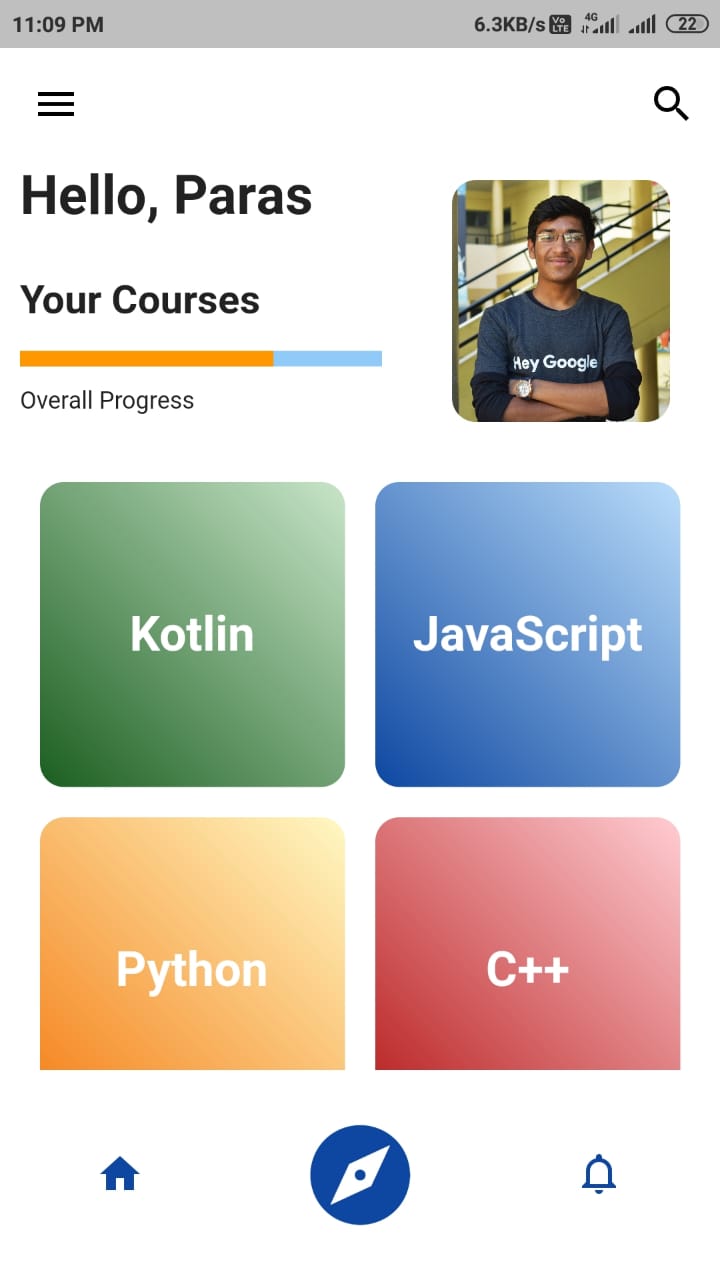 11:09 PM 6.3KB/s Vo LTE 4G 22
Hello, Paras
Your Courses
Overall Progress
Hey Google
Kotlin JavaScript
Python C++